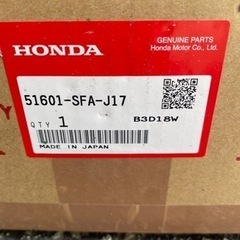 HONDA
GENUINE PARTS
Honda Motor Co., Ltd.
51601-SFA-J17
QTY 1
B3D18W
MADE IN JAPAN